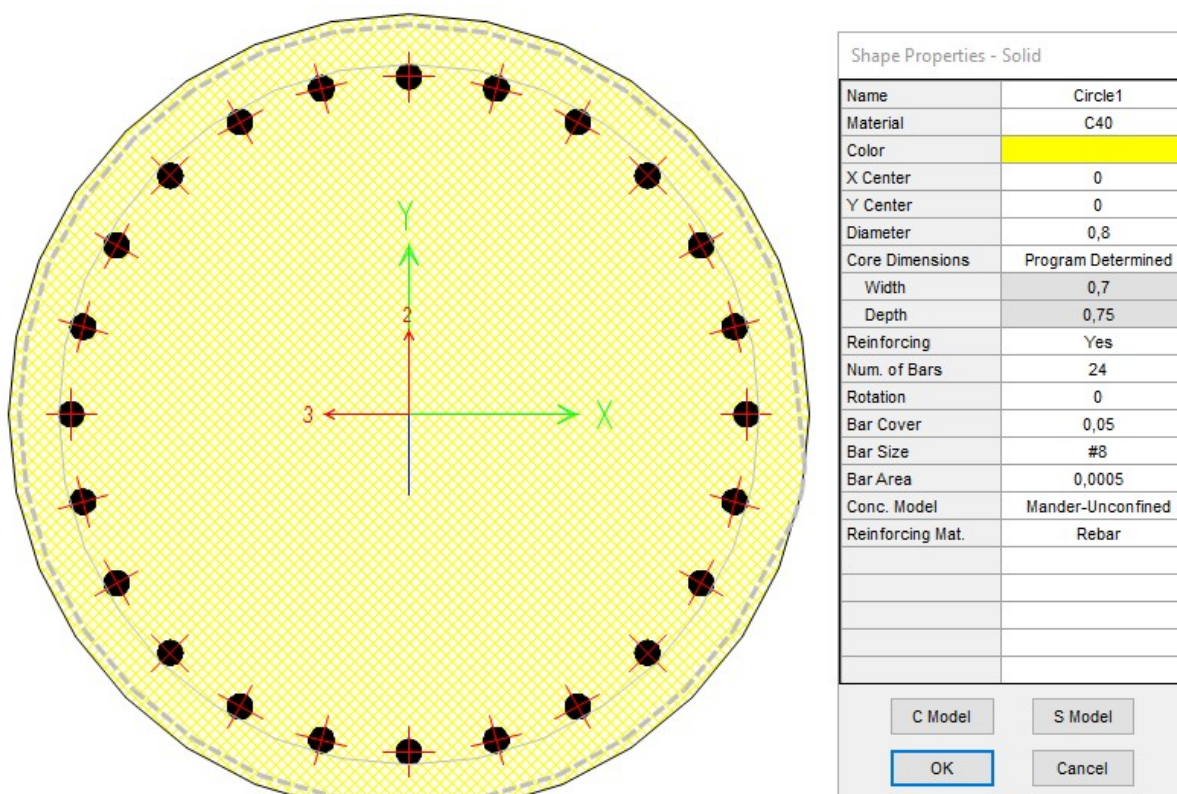 Y
2
3
X
Shape Properties - Solid
Name Circle1
Material C40
Color
X Center 0
Y Center 0
Diameter 0,8
Core Dimensions Program Determined
Width 0,7
Depth 0,75
Reinforcing Yes
Num. of Bars 24
Rotation 0
Bar Cover 0,05
Bar Size #8
Bar Area 0,0005
Conc. Model Mander-Unconfined
Reinforcing Mat. Rebar
C Model S Model
OK Cancel